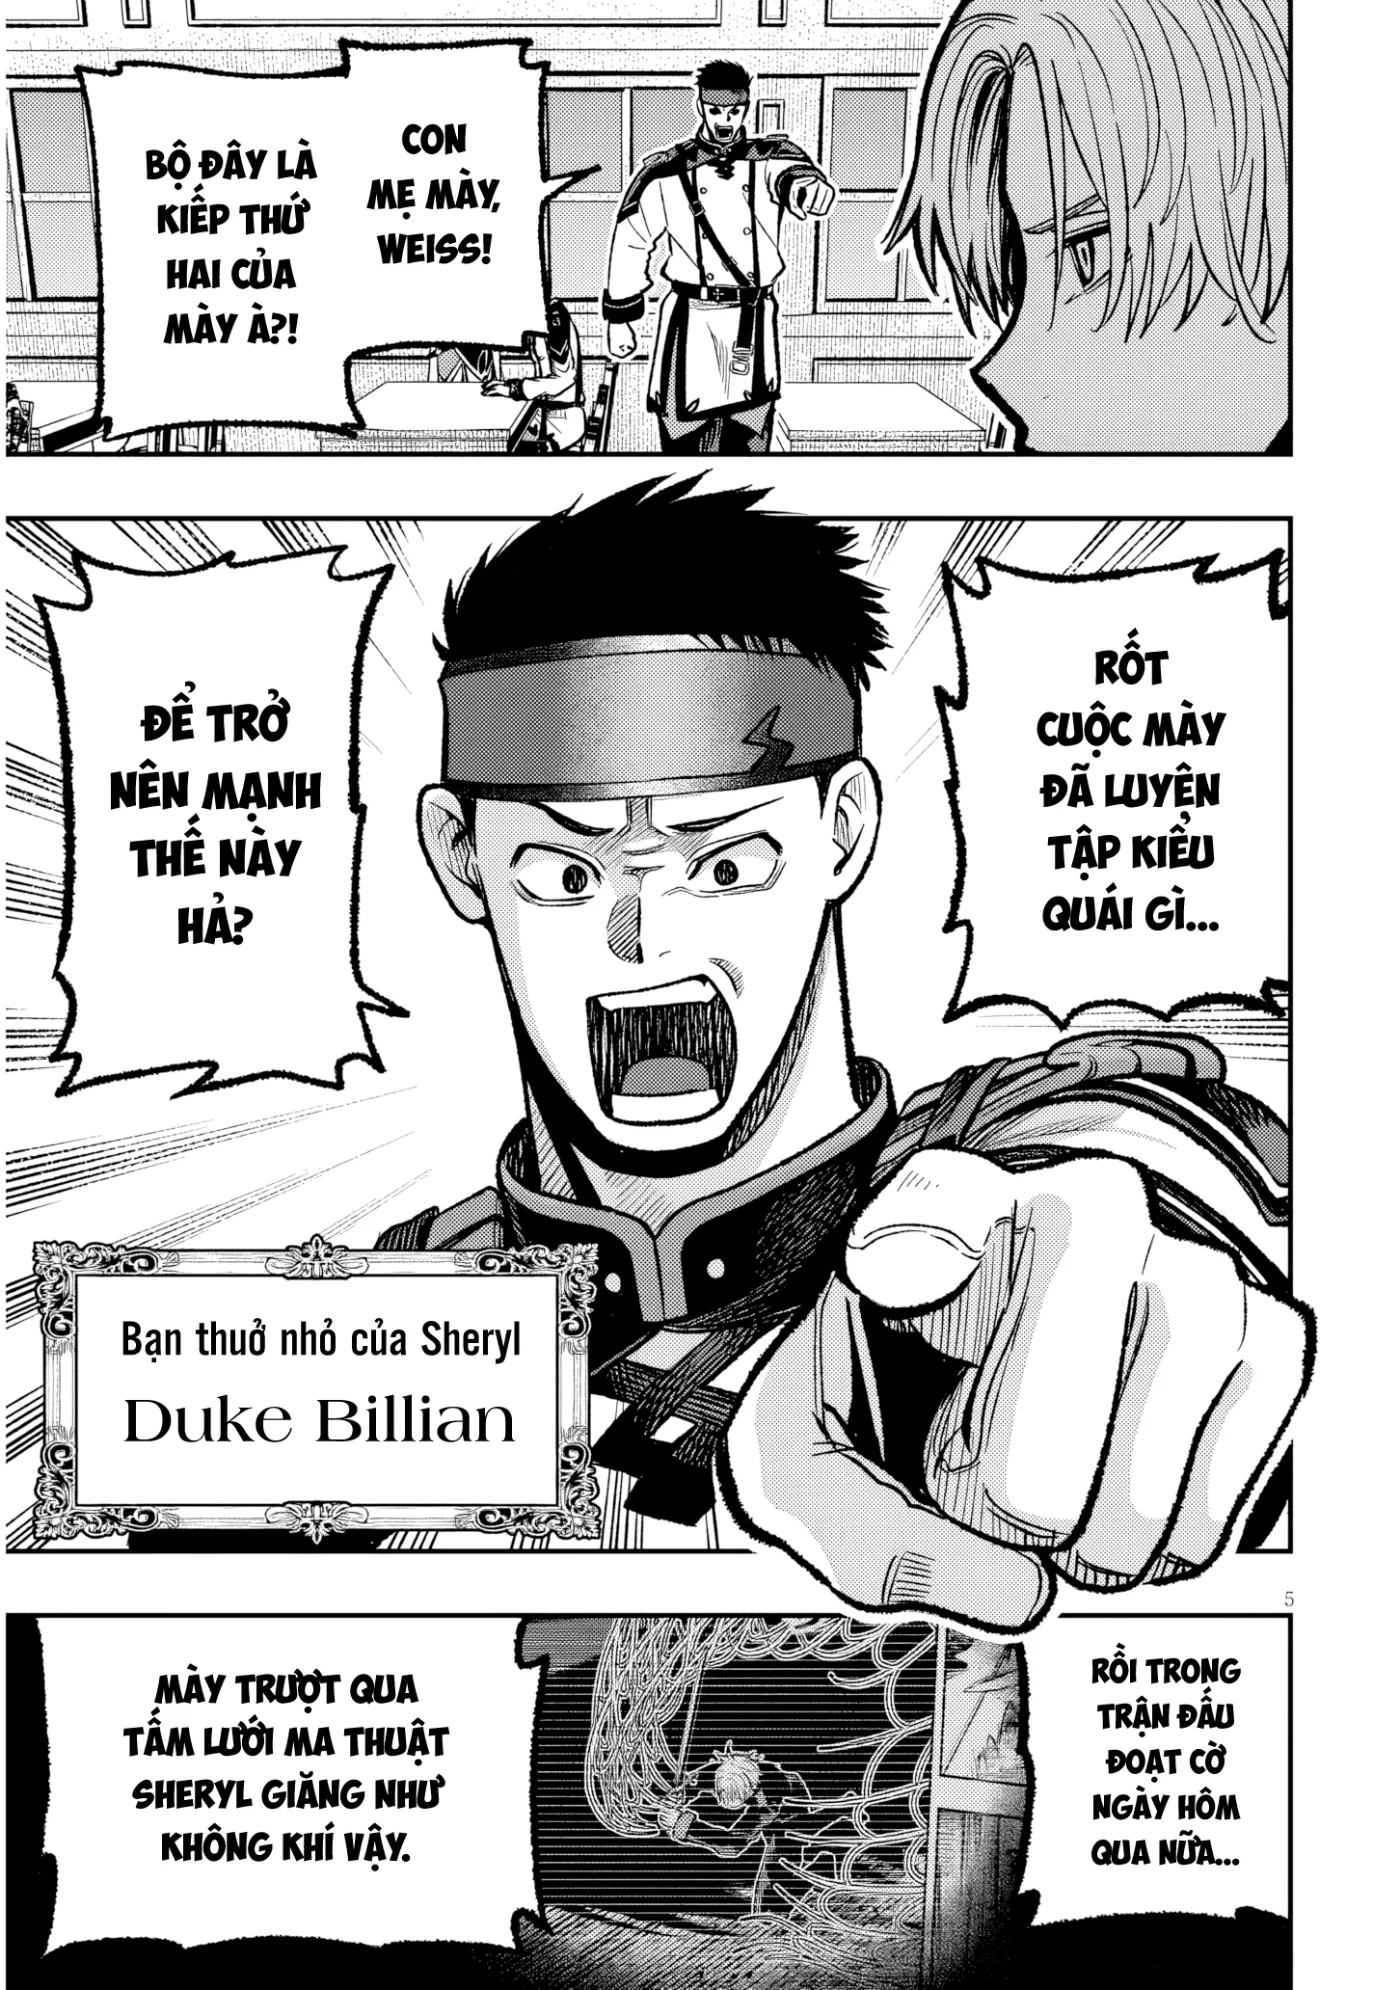 CON
MẸ MÀY,
WEISS!
BỘ ĐÂY LÀ
KIẾP THỨ
HAI CỦA
MÀY À?!
RỐT
CUỘC MÀY
ĐÃ LUYỆN
TẬP KIỂU
QUÁI GÌ...
ĐỂ TRỞ
NÊN MẠNH
THẾ NÀY
HẢ?
Bạn thuở nhỏ của Sheryl
Duke Billian
5
RỒI TRONG
TRẬN ĐẤU
ĐOẠT CỜ
NGÀY HÔM
QUA NỮA...
MÀY TRƯỢT QUA
TẤM LƯỚI MA THUẬT
SHERYL GIĂNG NHƯ
KHÔNG KHÍ VẬY.